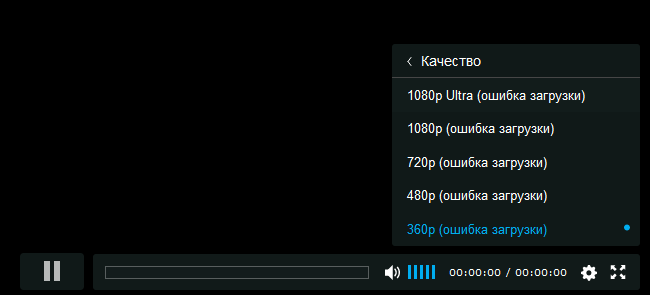 Качество
1080p Ultra (ошибка загрузки)
1080p (ошибка загрузки)
720p (ошибка загрузки)
480p (ошибка загрузки)
360p (ошибка загрузки)
00:00:00 / 00:00:00